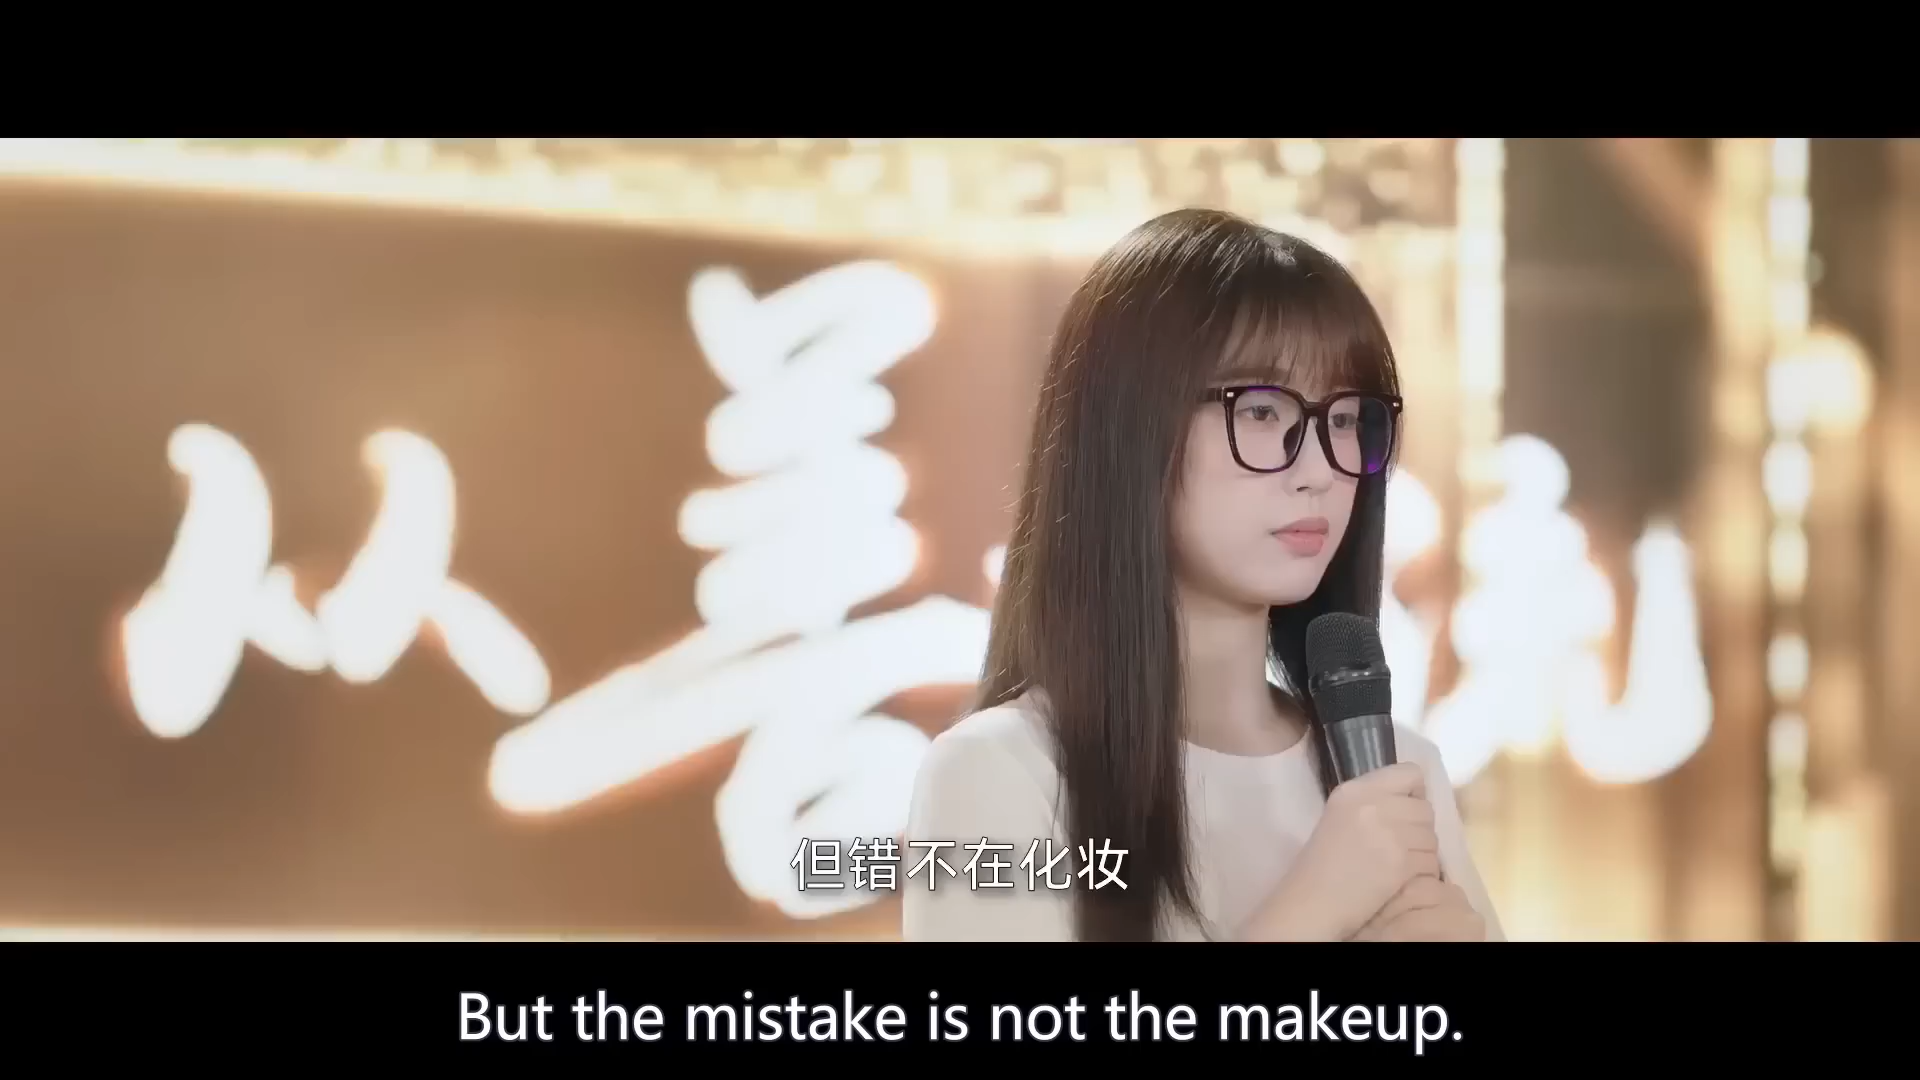 从善
但错不在化妆
But the mistake is not the makeup.